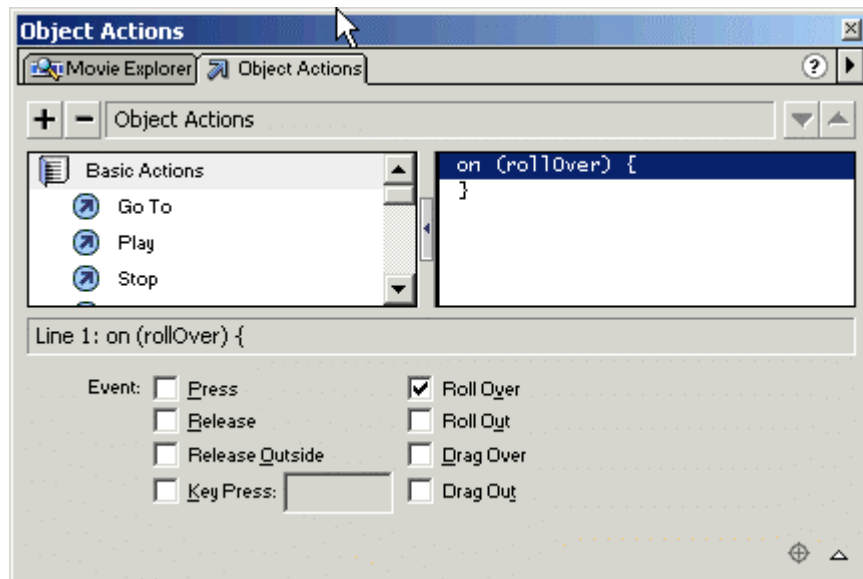 Object Actions
Movie Explorer Object Actions ?
Object Actions
Basic Actions
Go To
Play
Stop
on (rollOver) {
}
Line 1: on (rollOver) {
Event: Press Roll Over
Release Roll Out
Release Outside Drag Over
Key Press: Drag Out